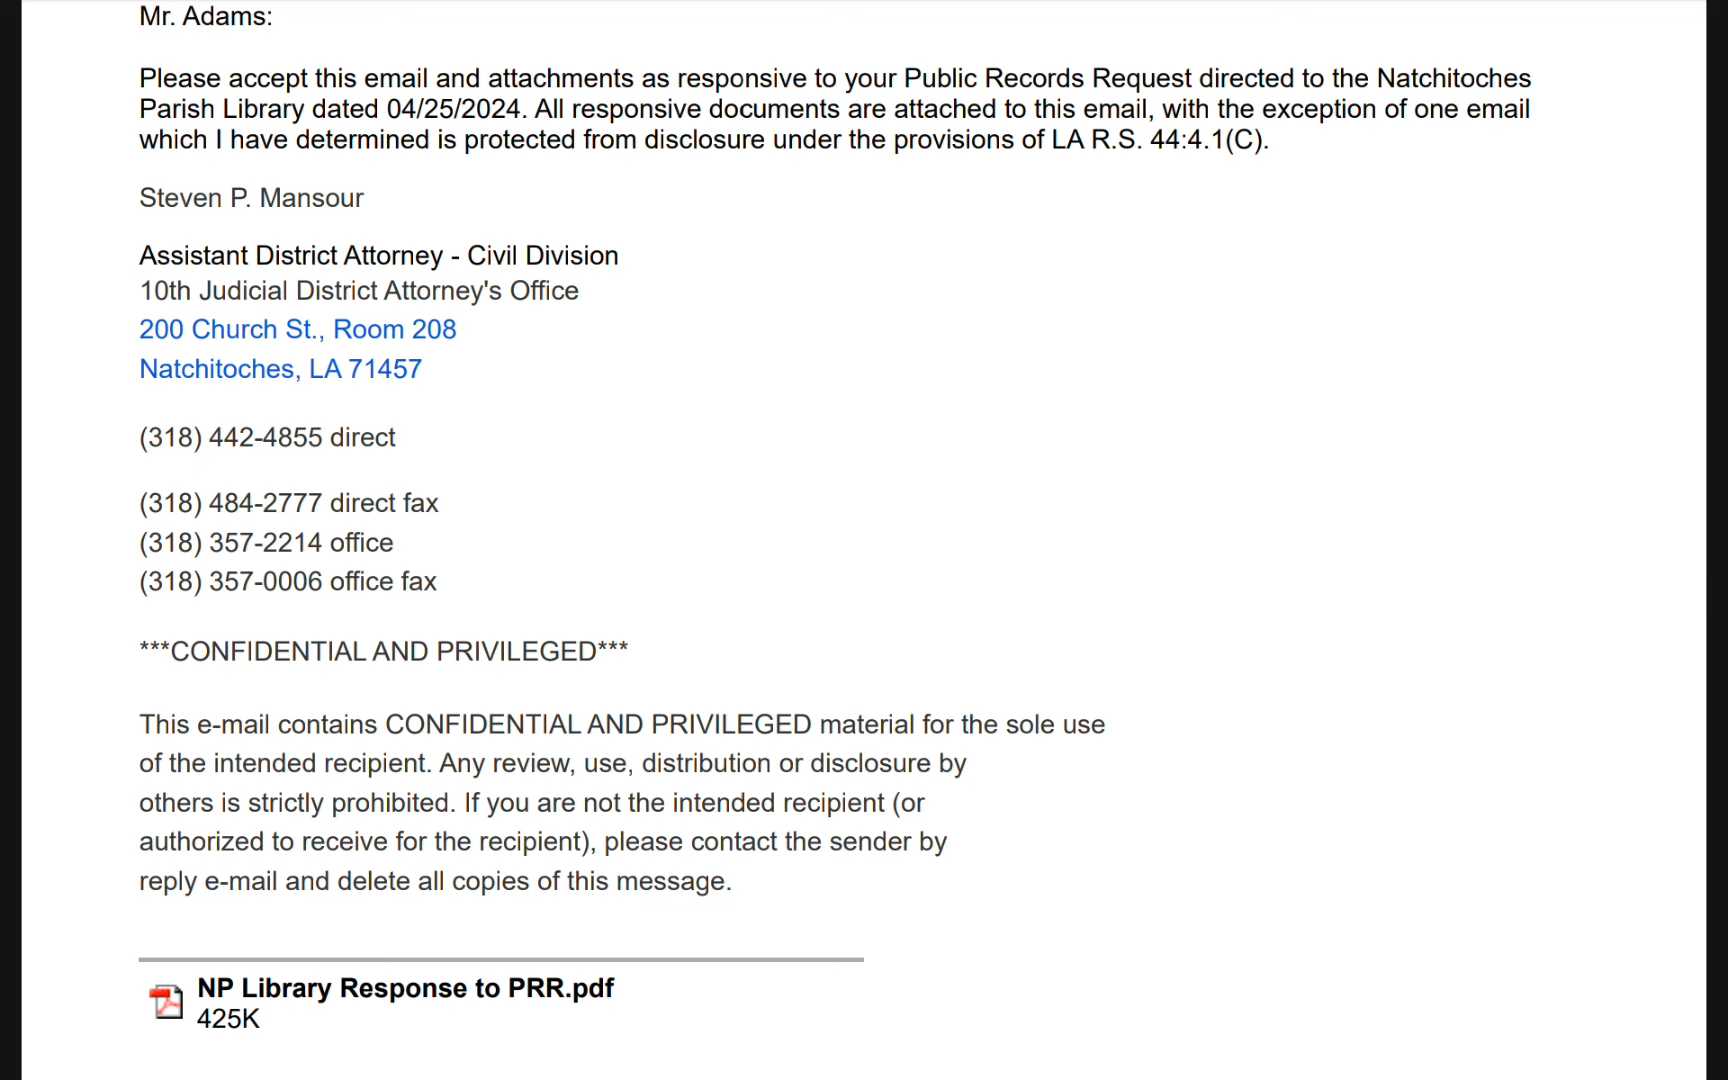 Mr. Adams:
Please accept this email and attachments as responsive to your Public Records Request directed to the Natchitoches
Parish Library dated 04/25/2024. All responsive documents are attached to this email, with the exception of one email
which I have determined is protected from disclosure under the provisions of LA R.S. 44:4.1(C).
Steven P. Mansour
Assistant District Attorney - Civil Division
10th Judicial District Attorney's Office
200 Church St., Room 208
Natchitoches, LA 71457
(318) 442-4855 direct
(318) 484-2777 direct fax
(318) 357-2214 office
(318) 357-0006 office fax
***CONFIDENTIAL AND PRIVILEGED***
This e-mail contains CONFIDENTIAL AND PRIVILEGED material for the sole use
of the intended recipient. Any review, use, distribution or disclosure by
others is strictly prohibited. If you are not the intended recipient (or
authorized to receive for the recipient), please contact the sender by
reply e-mail and delete all copies of this message.
NP Library Response to PRR.pdf
425K